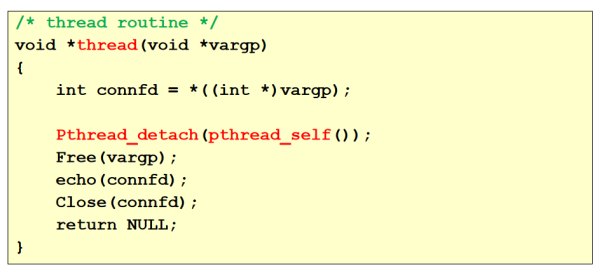 /* thread routine */
void *thread(void *vargp)
{
    int connfd = *((int *)vargp);

    Pthread_detach(pthread_self());
    Free(vargp);
    echo(connfd);
    Close(connfd);
    return NULL;
}